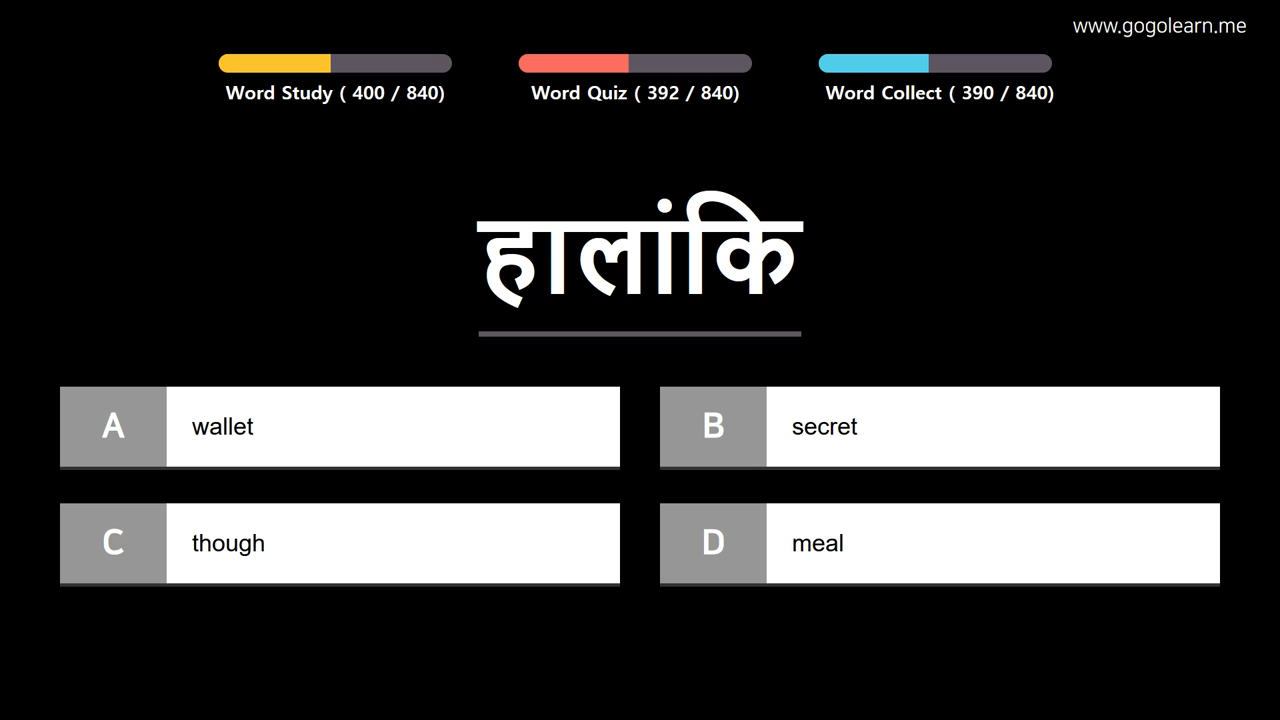 www.gogolearn.me
Word Study ( 400 / 840)
Word Quiz ( 392 / 840)
Word Collect ( 390 / 840)
हालांकि
A wallet
B secret
C though
D meal